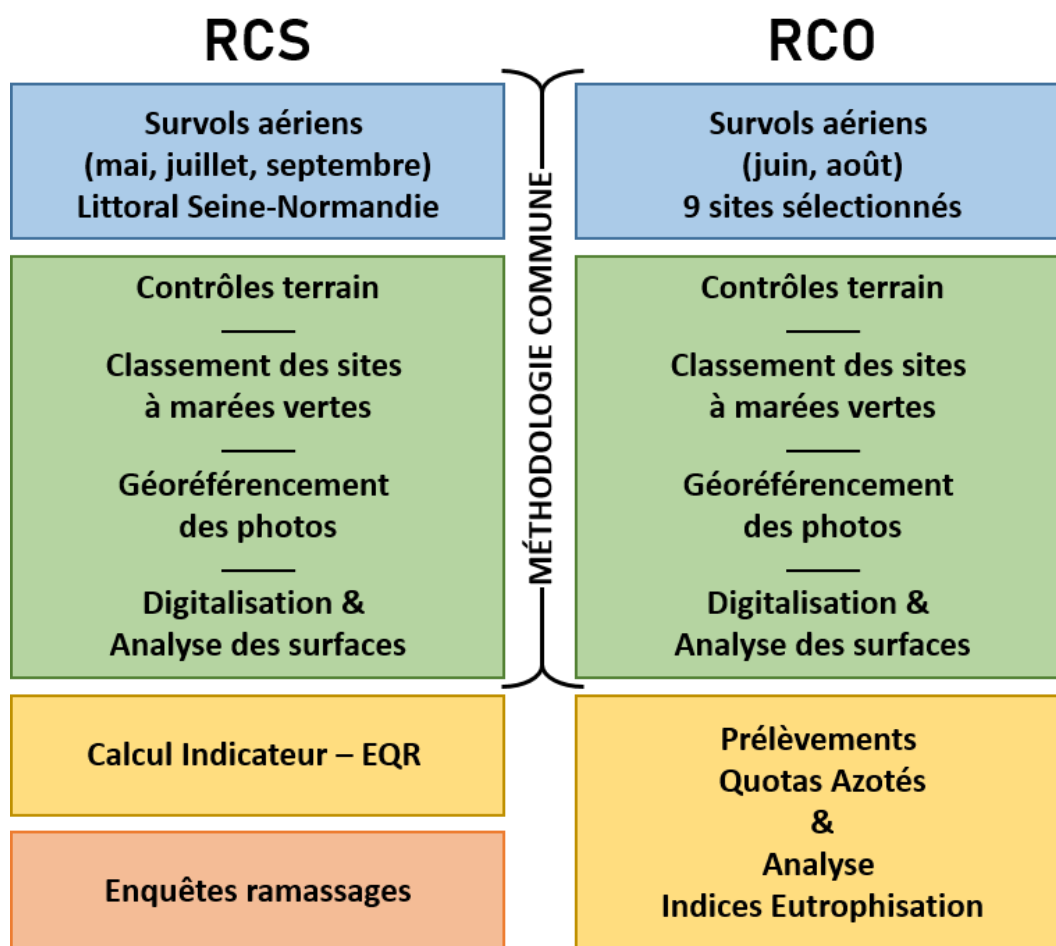 RCS
Survols aériens
(mai, juillet, septembre)
Littoral Seine-Normandie
Contrôles terrain
Classement des sites
à marées vertes
Géoréférencement
des photos
Digitalisation &
Analyse des surfaces
Calcul Indicateur – EQR
Enquêtes ramassages
MÉTHODOLOGIE COMMUNE
RCO
Survols aériens
(juin, août)
9 sites sélectionnés
Contrôles terrain
Classement des sites
à marées vertes
Géoréférencement
des photos
Digitalisation &
Analyse des surfaces
Prélèvements
Quotas Azotés
&
Analyse
Indices Eutrophisation